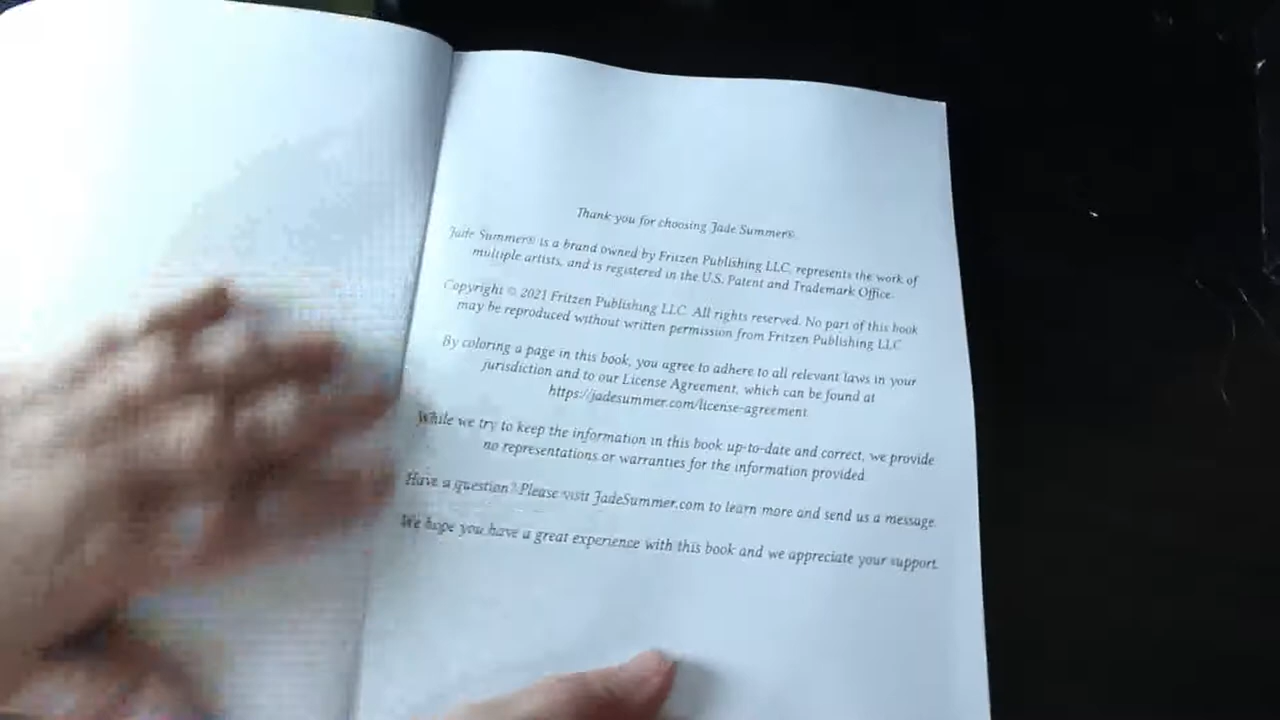 Thank you for choosing Jade Summer®.
Jade Summer® is a brand owned by Fritzen Publishing LLC, represents the work of
multiple artists, and is registered in the U.S. Patent and Trademark Office.
Copyright © 2021 Fritzen Publishing LLC. All rights reserved. No part of this book
may be reproduced without written permission from Fritzen Publishing LLC.
By coloring a page in this book, you agree to adhere to all relevant laws in your
jurisdiction and to our License Agreement, which can be found at
https://jadesummer.com/license-agreement.
While we try to keep the information in this book up-to-date and correct, we provide
no representations or warranties for the information provided.
Have a question? Please visit JadeSummer.com to learn more and send us a message.
We hope you have a great experience with this book and we appreciate your support.